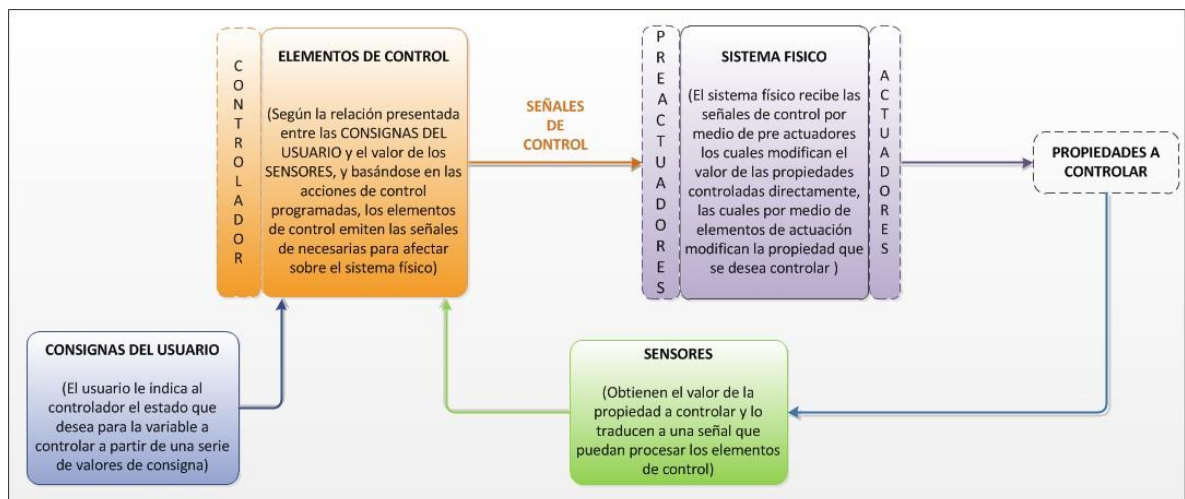 CONTROLADOR
ELEMENTOS DE CONTROL
(Según la relación presentada
entre las CONSIGNAS DEL
USUARIO y el valor de los
SENSORES, y basándose en las
acciones de control
programadas, los elementos
de control emiten las señales
de necesarias para afectar
sobre el sistema físico)
SEÑALES
DE
CONTROL
PREACTUADORES
SISTEMA FISICO
(El sistema físico recibe las
señales de control por
medio de pre actuadores
los cuales modifican el
valor de las propiedades
controladas directamente,
las cuales por medio de
elementos de actuación
modifican la propiedad que
se desea controlar )
ACTUADORES
PROPIEDADES A
CONTROLAR
CONSIGNAS DEL USUARIO
(El usuario le indica al
controlador el estado que
desea para la variable a
controlar a partir de una serie
de valores de consigna)
SENSORES
(Obtienen el valor de la
propiedad a controlar y lo
traducen a una señal que
puedan procesar los elementos
de control)